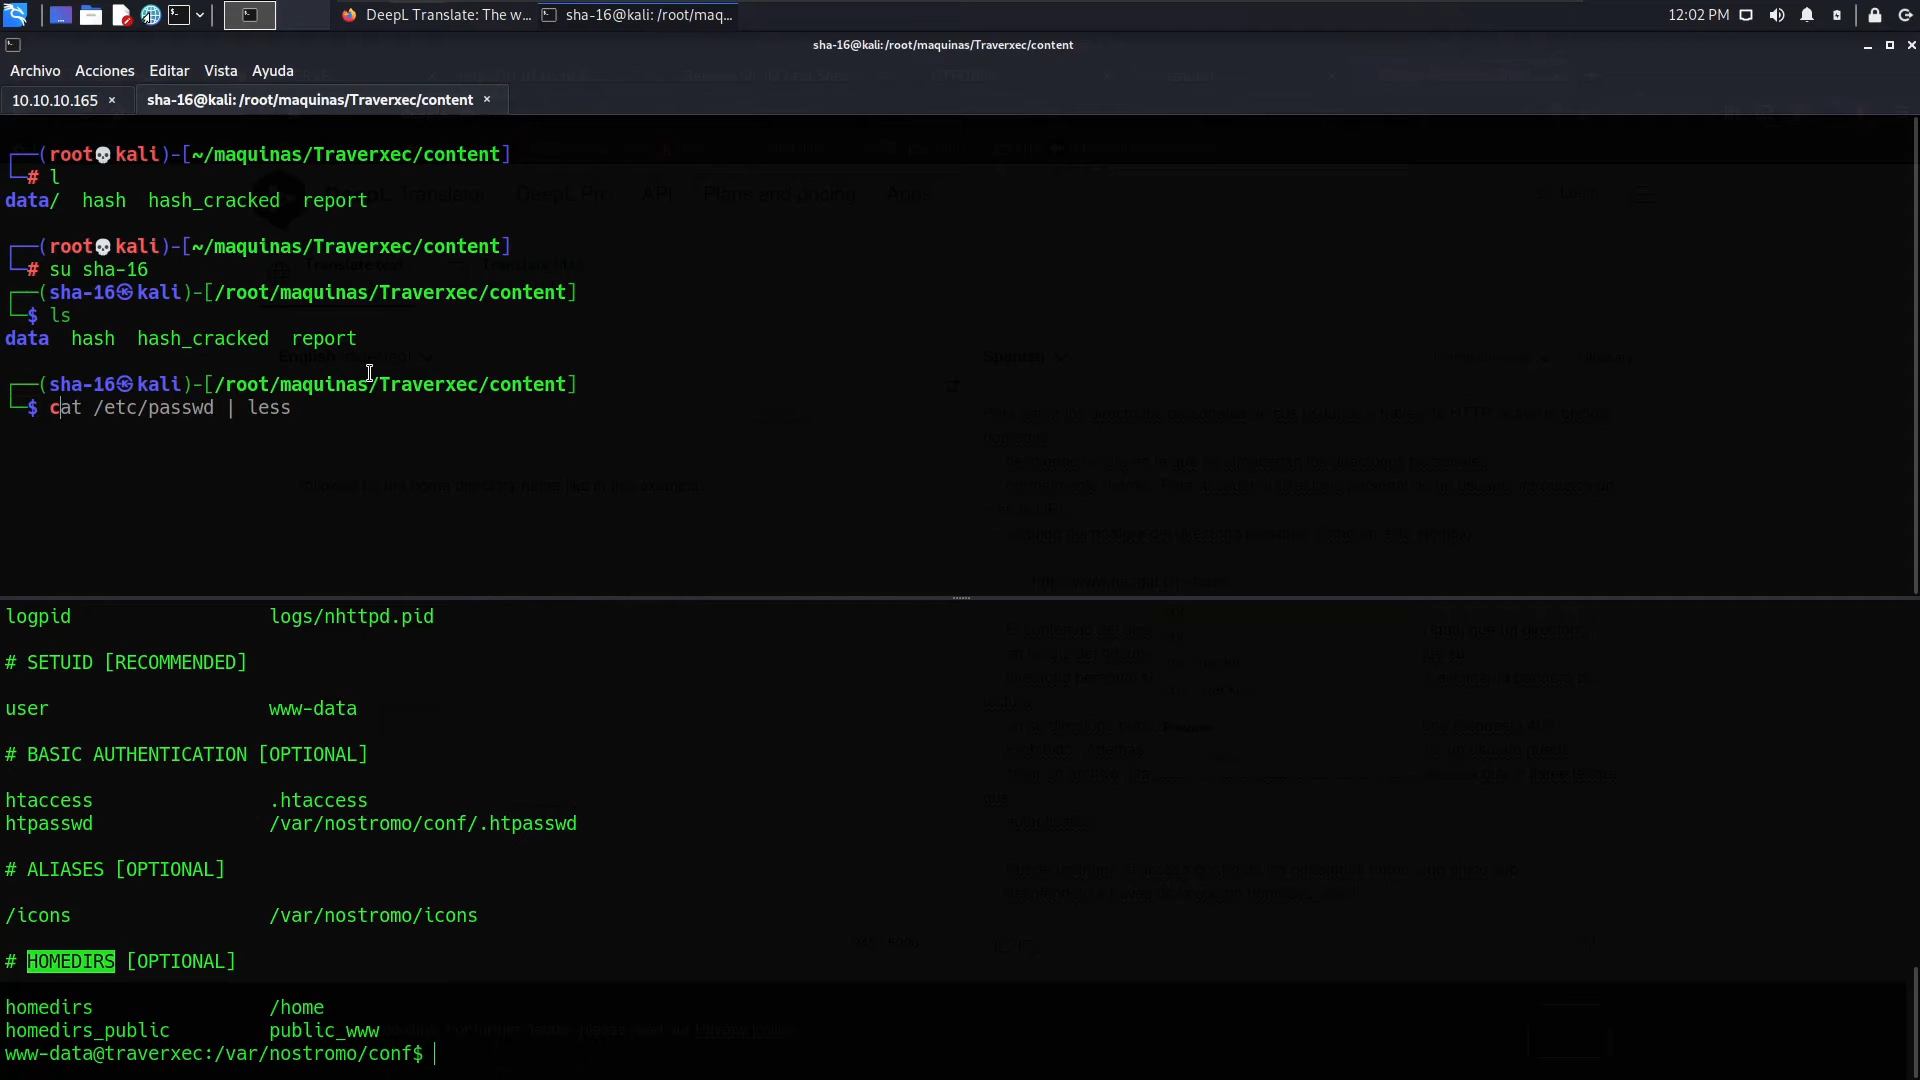 DeepL Translate: The w...
sha-16@kali: /root/maq...
12:02 PM
sha-16@kali: /root/maquinas/Traverxec/content
Archivo Acciones Editar Vista Ayuda
10.10.10.165 ×
sha-16@kali: /root/maquinas/Traverxec/content ×
┌──(root💀kali)-[~/maquinas/Traverxec/content]
└─# l
data/ hash hash_cracked report
┌──(root💀kali)-[~/maquinas/Traverxec/content]
└─# su sha-16
┌──(sha-16㉿kali)-[/root/maquinas/Traverxec/content]
└─$ ls
data hash hash_cracked report
┌──(sha-16㉿kali)-[/root/maquinas/Traverxec/content]
└─$ cat /etc/passwd | less
logpid logs/nhttpd.pid
# SETUID [RECOMMENDED]
user www-data
# BASIC AUTHENTICATION [OPTIONAL]
htaccess .htaccess
htpasswd /var/nostromo/conf/.htpasswd
# ALIASES [OPTIONAL]
/icons /var/nostromo/icons
# HOMEDIRS [OPTIONAL]
homedirs /home
homedirs_public public_www
www-data@traverxec:/var/nostromo/conf$